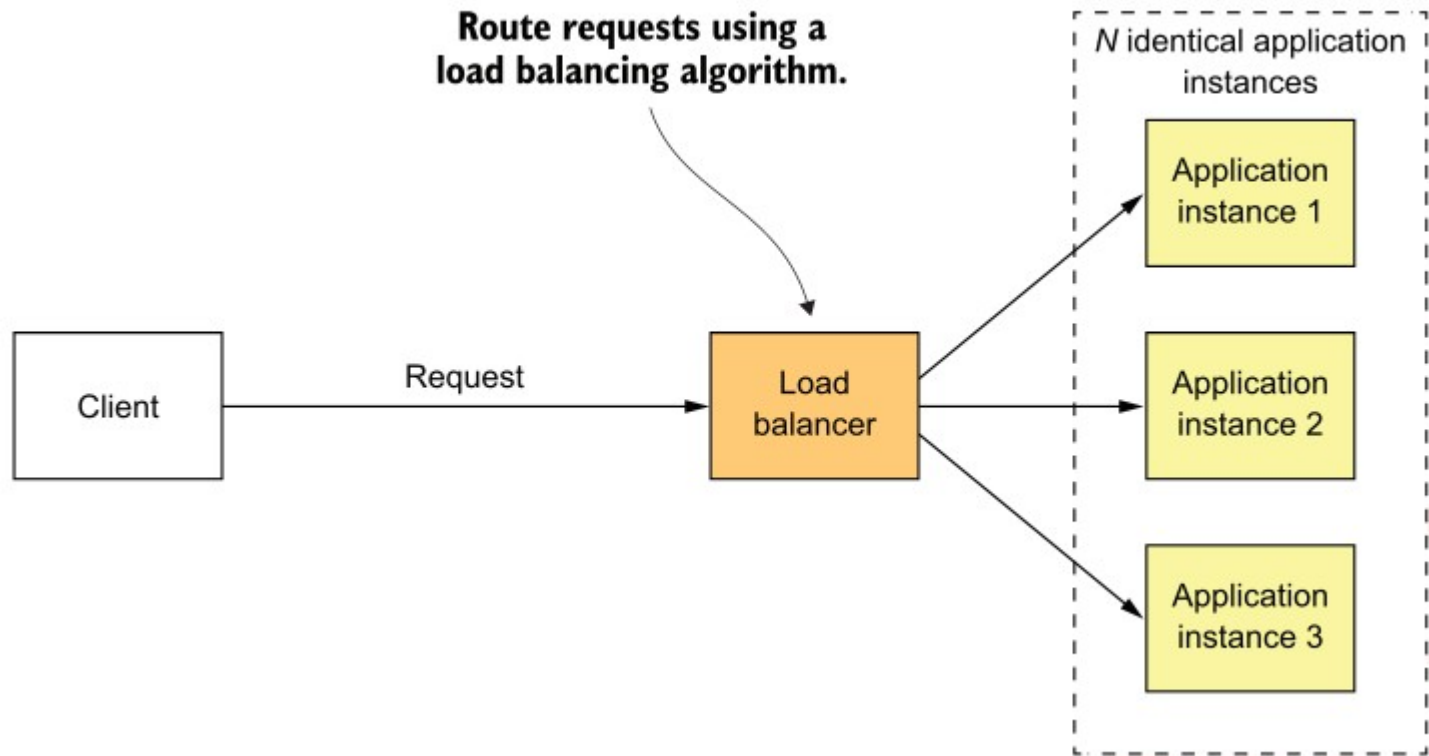 Route requests using a
load balancing algorithm.
N identical application
instances
Application
instance 1
Client
Request
Load
balancer
Application
instance 2
Application
instance 3